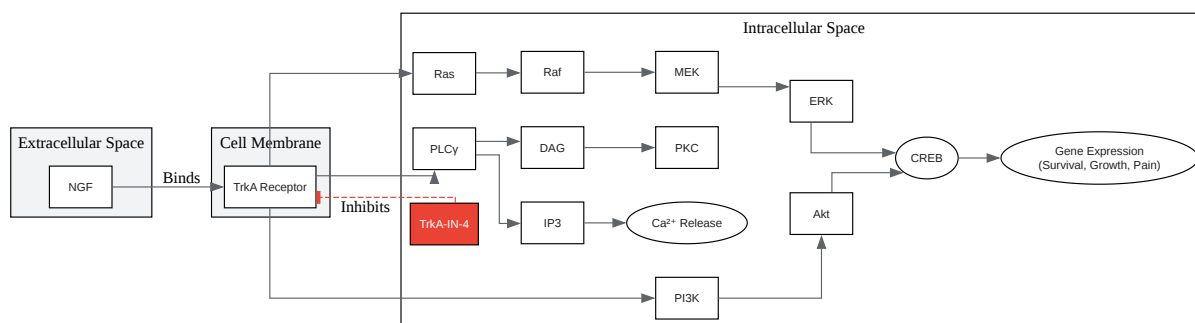 Intracellular Space
Ras
Raf
MEK
ERK
Extracellular Space
Cell Membrane
PLCγ
DAG
PKC
CREB
Gene Expression
(Survival, Growth, Pain)
NGF
Binds
TrkA Receptor
Inhibits
TrkA-IN-4
IP3
Ca²⁺ Release
Akt
PI3K